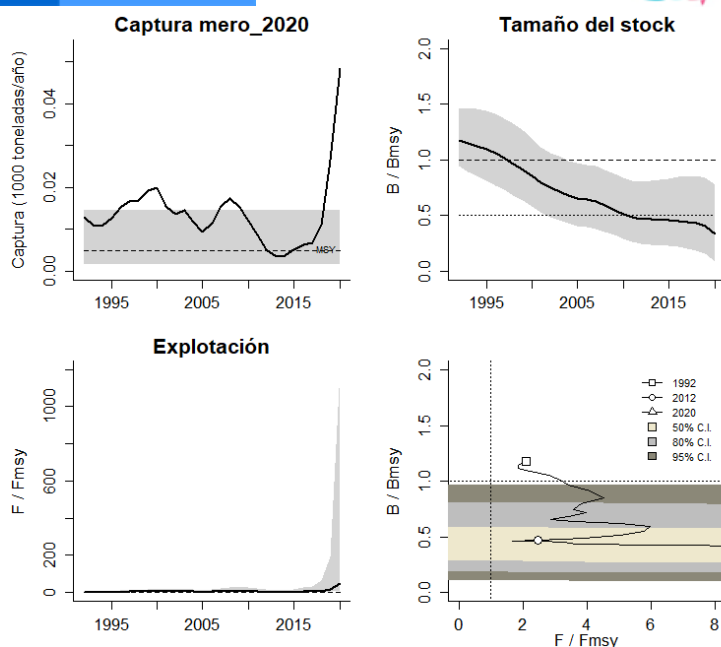 Captura mero_2020
Captura (1000 toneladas/año)
0.00
0.02
0.04
MSY
1995
2005
2015
Tamaño del stock
B / Bmsy
0.0
0.5
1.0
1.5
2.0
1995
2005
2015
Explotación
F / Fmsy
0
200
600
1000
1995
2005
2015
B / Bmsy
0.0
0.5
1.0
1.5
2.0
1992
2012
2020
50% C.I.
80% C.I.
95% C.I.
0
2
4
6
8
F / Fmsy